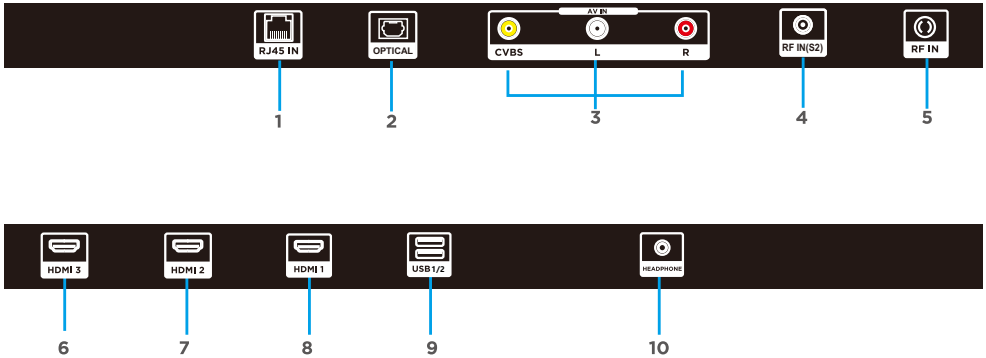 AV IN
RJ45 IN
OPTICAL
CVBS L R
RF IN(S2)
RF IN
1 2 3 4 5
HDMI 3
HDMI 2
HDMI 1
USB 1/2
HEADPHONE
6 7 8 9 10